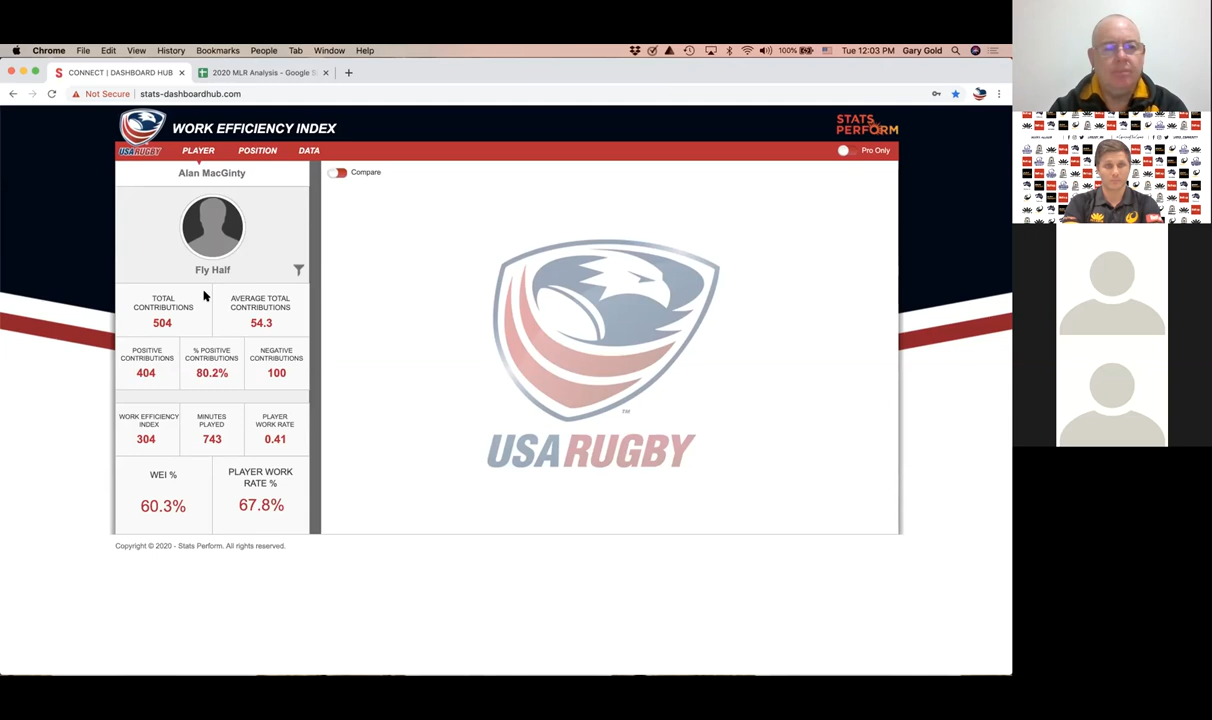 Chrome File Edit View History Bookmarks People Tab Window Help 100% Tue 12:03 PM Gary Gold
CONNECT | DASHBOARD HUB 2020 MLR Analysis - Google S
Not Secure stats-dashboardhub.com
WORK EFFICIENCY INDEX
STATS
PERFORM
USA RUGBY
PLAYER POSITION DATA Pro Only
Alan MacGinty
Compare
Fly Half
TOTAL
CONTRIBUTIONS
504
AVERAGE TOTAL
CONTRIBUTIONS
54.3
POSITIVE
CONTRIBUTIONS
404
% POSITIVE
CONTRIBUTIONS
80.2%
NEGATIVE
CONTRIBUTIONS
100
WORK EFFICIENCY
INDEX
304
MINUTES
PLAYED
743
PLAYER
WORK RATE
0.41
WEI %
60.3%
PLAYER WORK
RATE %
67.8%
TM
USA RUGBY
Copyright © 2020 - Stats Perform. All rights reserved.